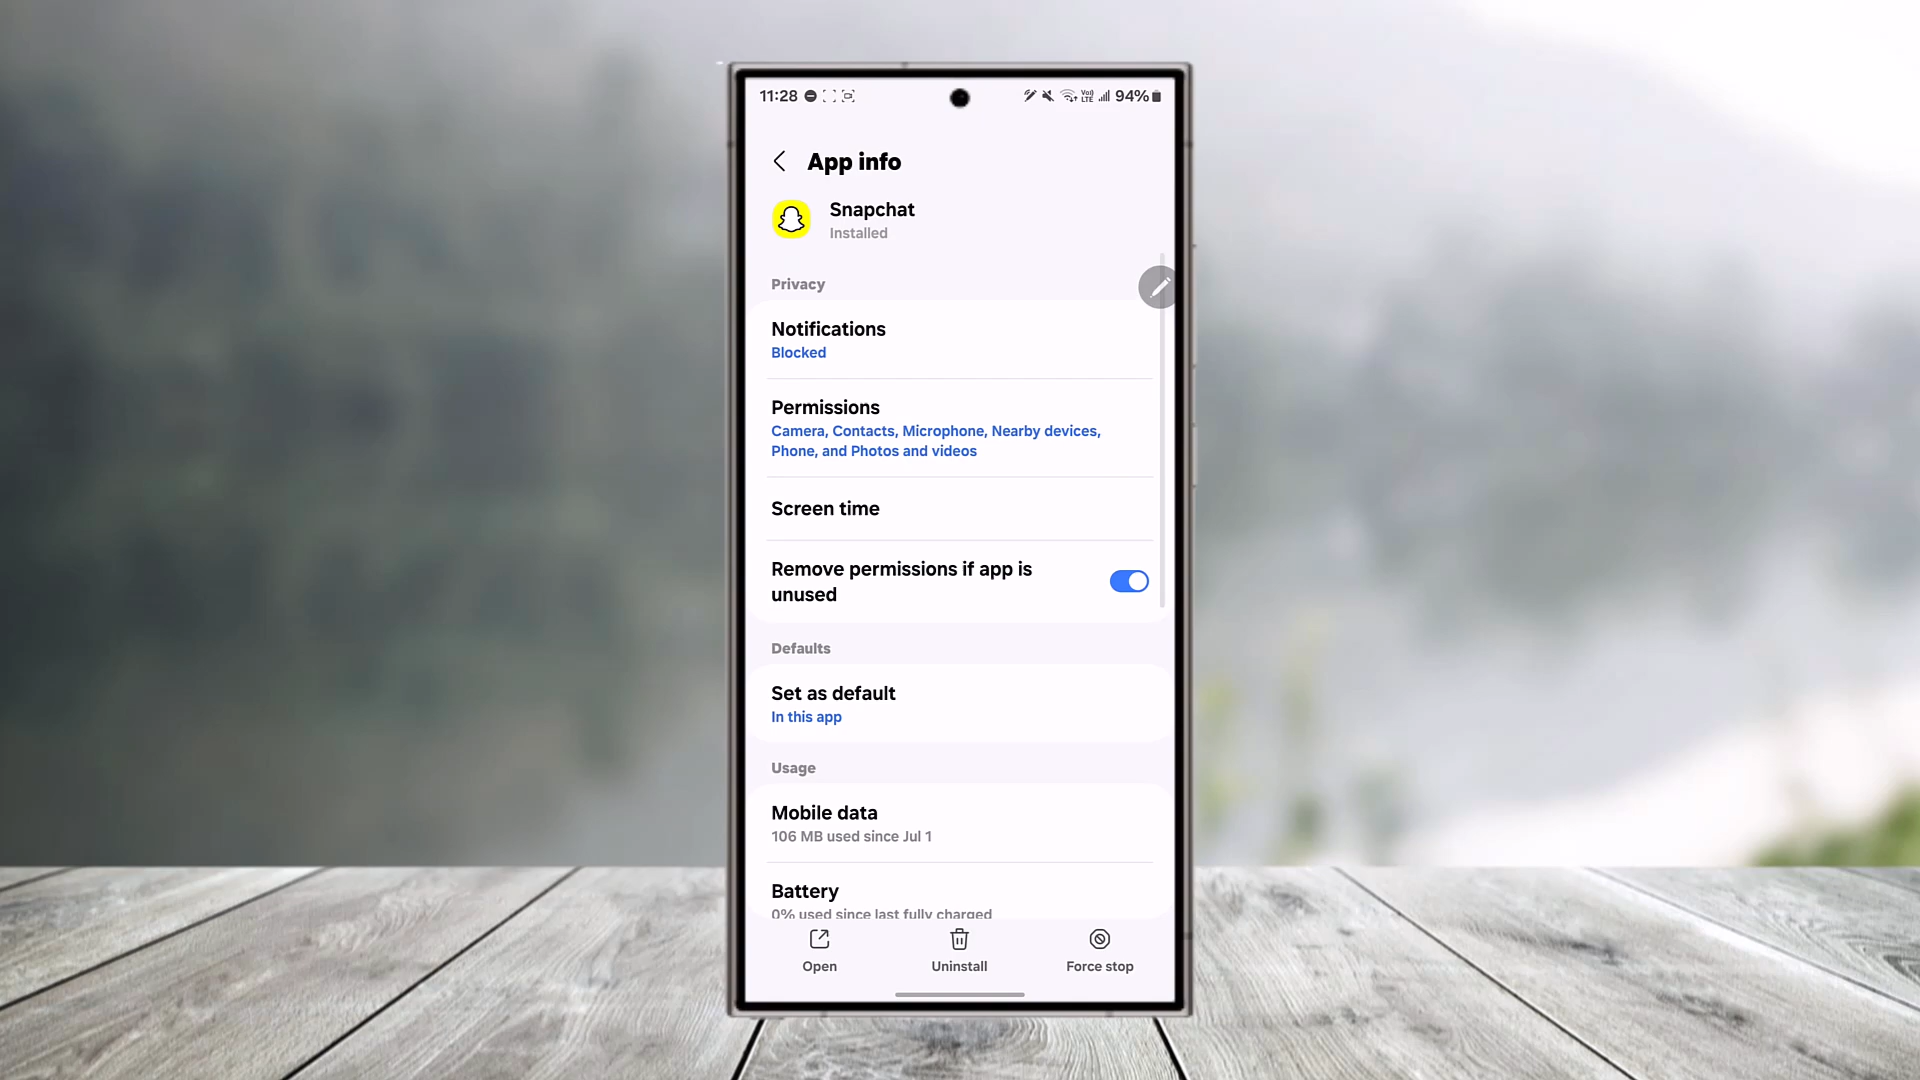 11:28
Vo)) LTE 94%
App info
Snapchat
Installed
Privacy
Notifications
Blocked
Permissions
Camera, Contacts, Microphone, Nearby devices,
Phone, and Photos and videos
Screen time
Remove permissions if app is
unused
Defaults
Set as default
In this app
Usage
Mobile data
106 MB used since Jul 1
Battery
0% used since last fully charged
Open Uninstall Force stop